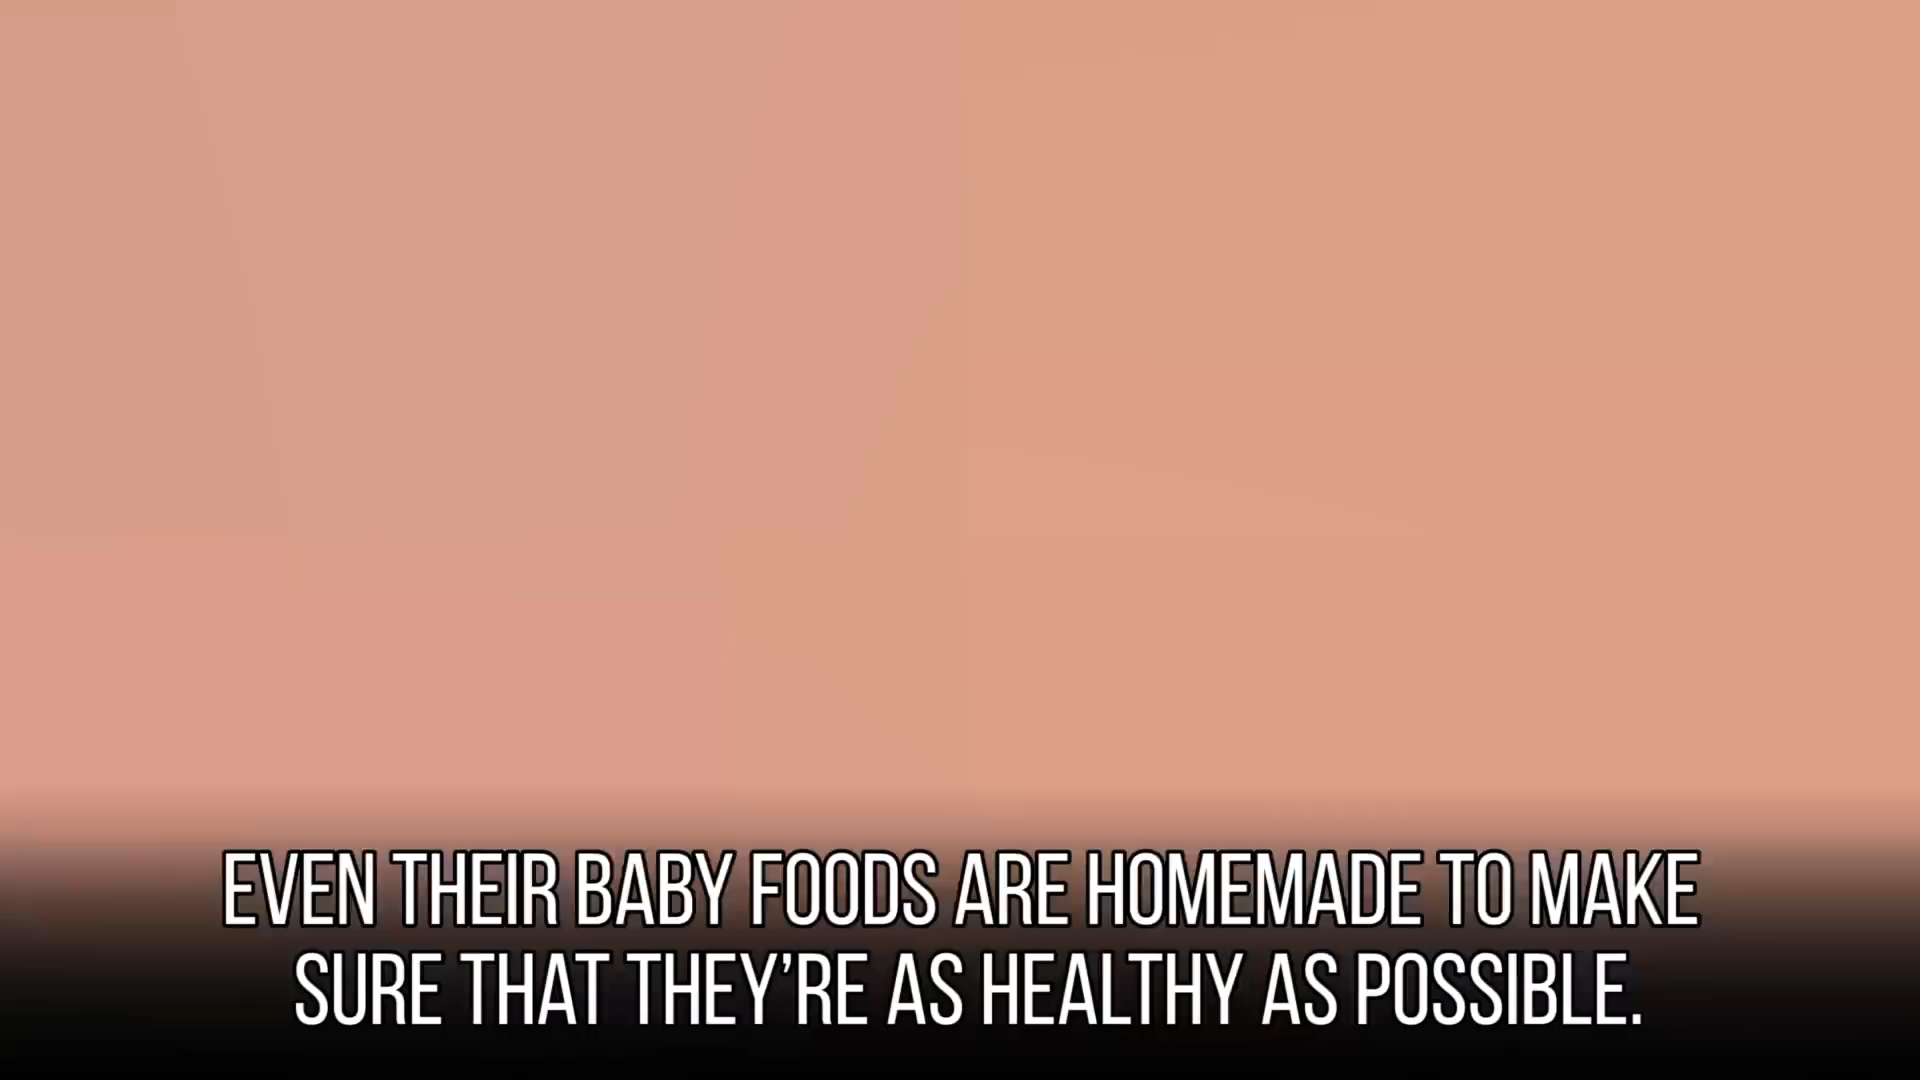 EVEN THEIR BABY FOODS ARE HOMEMADE TO MAKE
SURE THAT THEY’RE AS HEALTHY AS POSSIBLE.